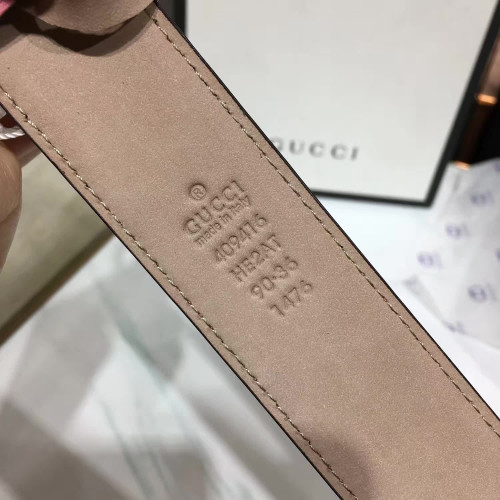 GUCCI
®
GUCCI
made in italy
409416
HE2AT
90·36
1476